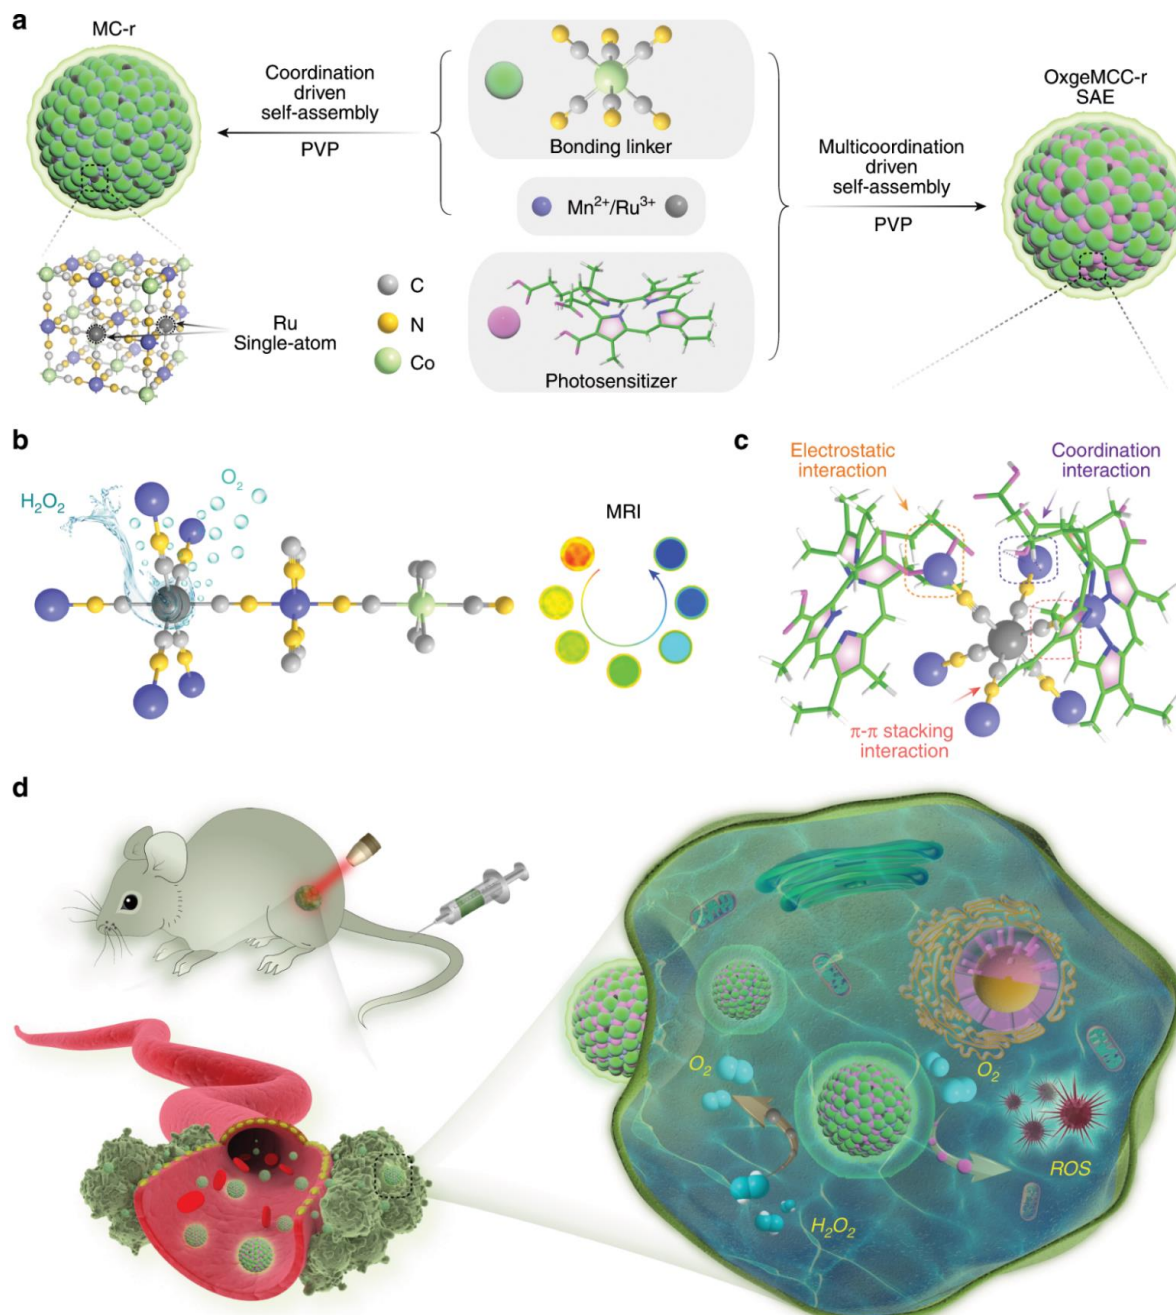 a
MC-r
Coordination
driven
self-assembly
PVP
Bonding linker
Mn²⁺/Ru³⁺
Photosensitizer
OxgeMCC-r
SAE
Multicoordination
driven
self-assembly
PVP
Ru
Single-atom
C
N
Co
b
H₂O₂
O₂
MRI
c
Electrostatic
interaction
Coordination
interaction
π-π stacking
interaction
d
O₂
O₂
ROS
H₂O₂